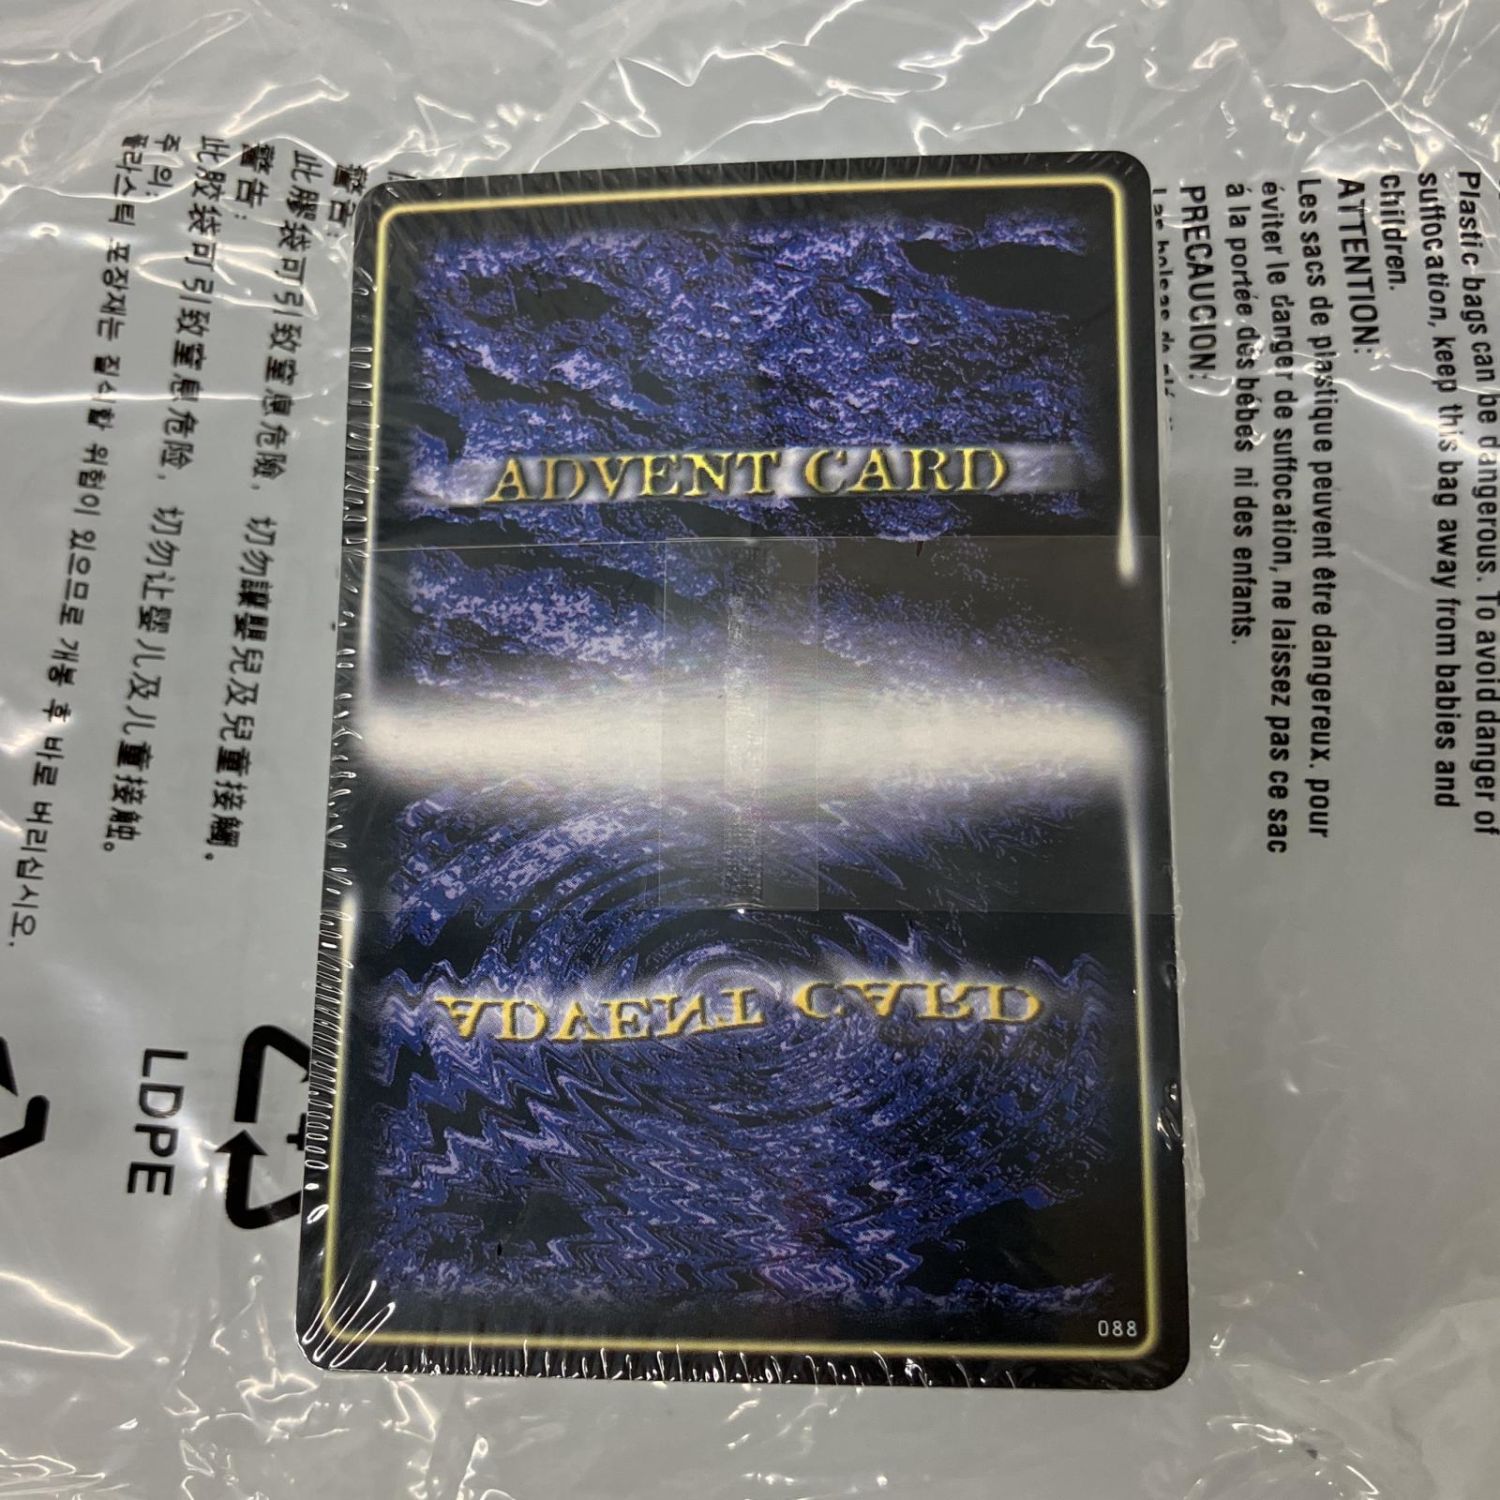 ADVENT CARD
ADVENT CARD
088
Plastic bags can be dangerous. To avoid danger of
suffocation, keep this bag away from babies and
children.
ATTENTION:
Les sacs de plastique peuvent être dangereux. pour
éviter le danger de suffocation, ne laissez pas ce sac
á la portée des bébés ni des enfants.
PRECAUCION:
警告:
此膠袋可引致窒息危險，切勿讓嬰兒及兒童接觸。
警告:
此胶袋可引致窒息危险，切勿让婴儿及儿童接触。
주의:
플라스틱 포장재는 질식할 위험이 있으므로 개봉 후 바로 버리십시오.
4
LDPE